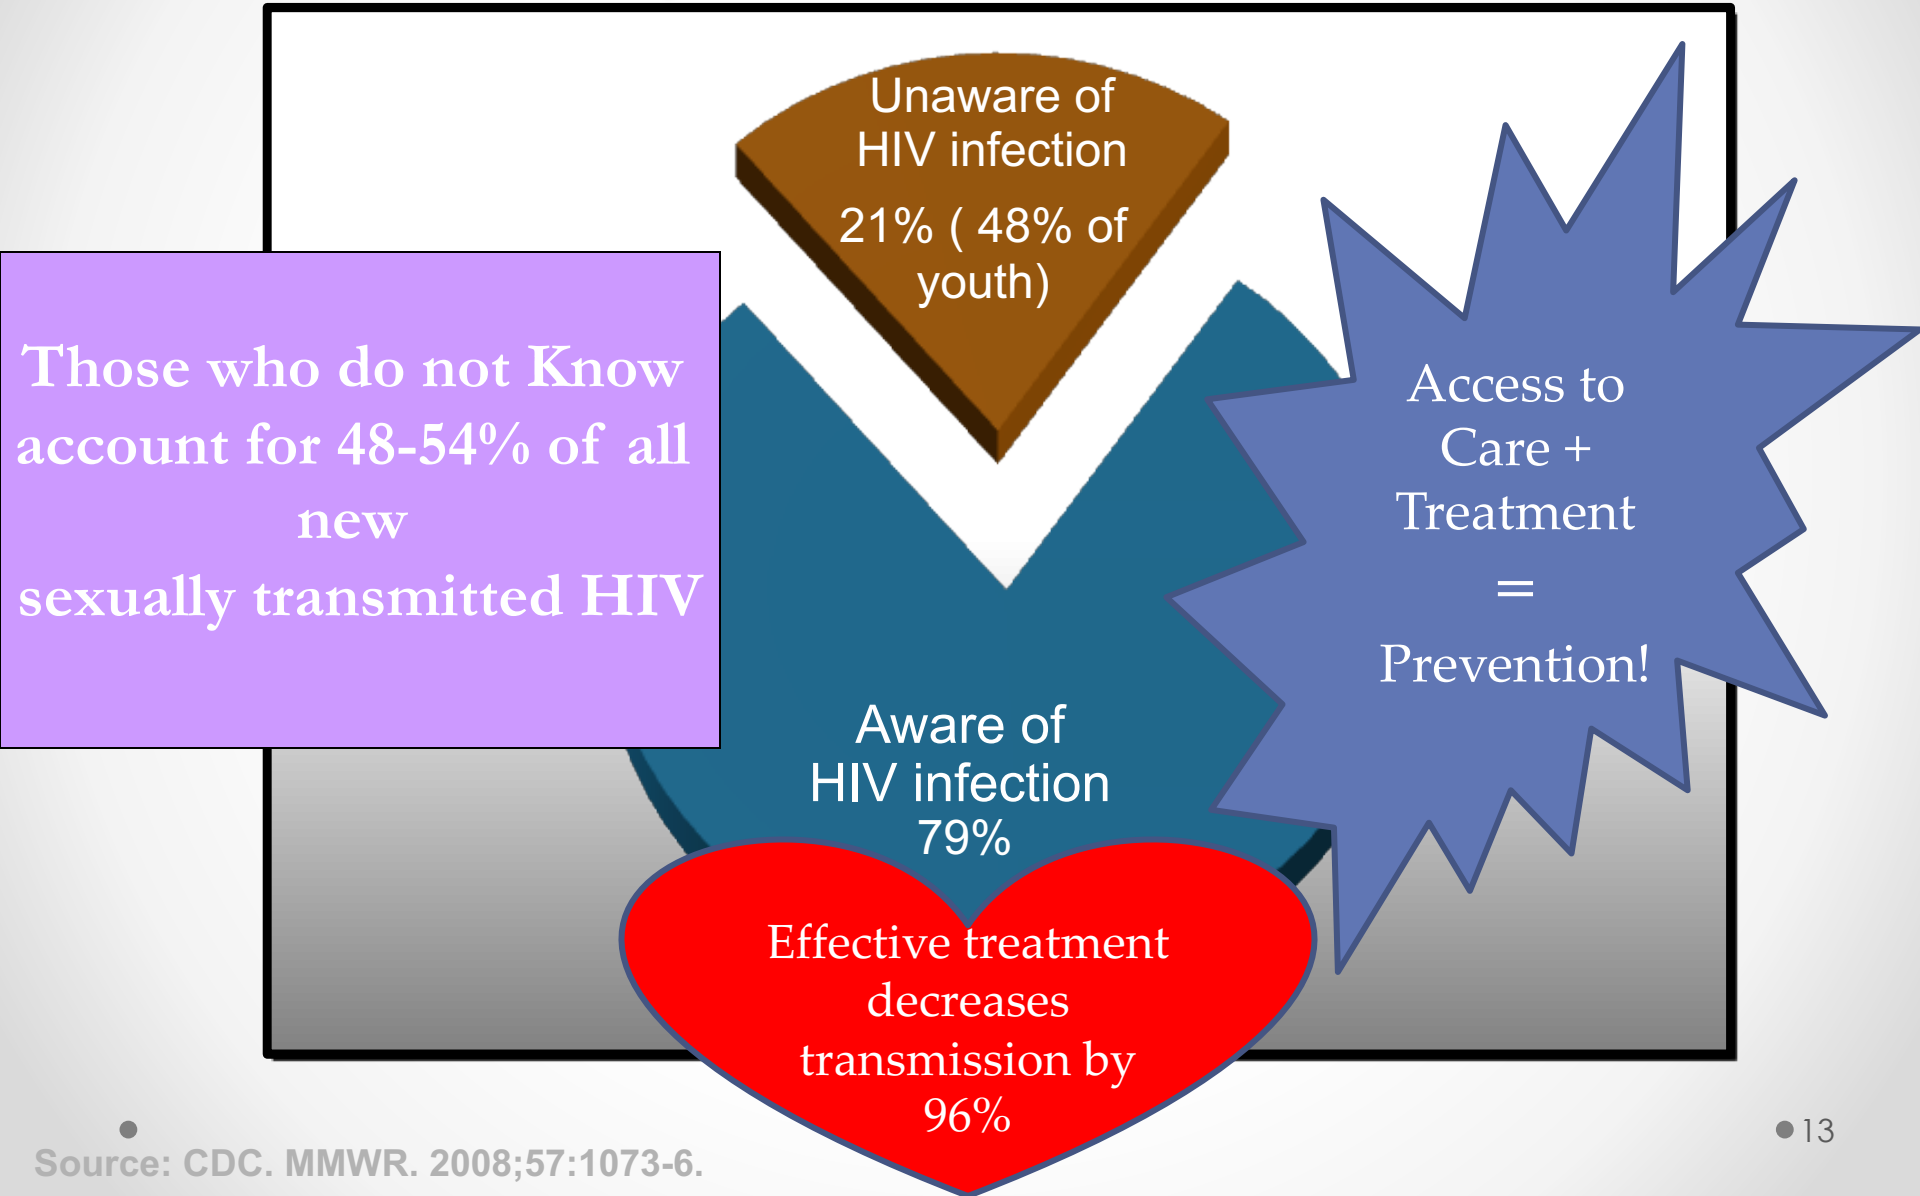 Unaware of
HIV infection
21% ( 48% of
youth)
Those who do not Know
account for 48-54% of all
new
sexually transmitted HIV
Access to
Care +
Treatment
=
Prevention!
Aware of
HIV infection
79%
Effective treatment
decreases
transmission by
96%
Source: CDC. MMWR. 2008;57:1073-6.
13